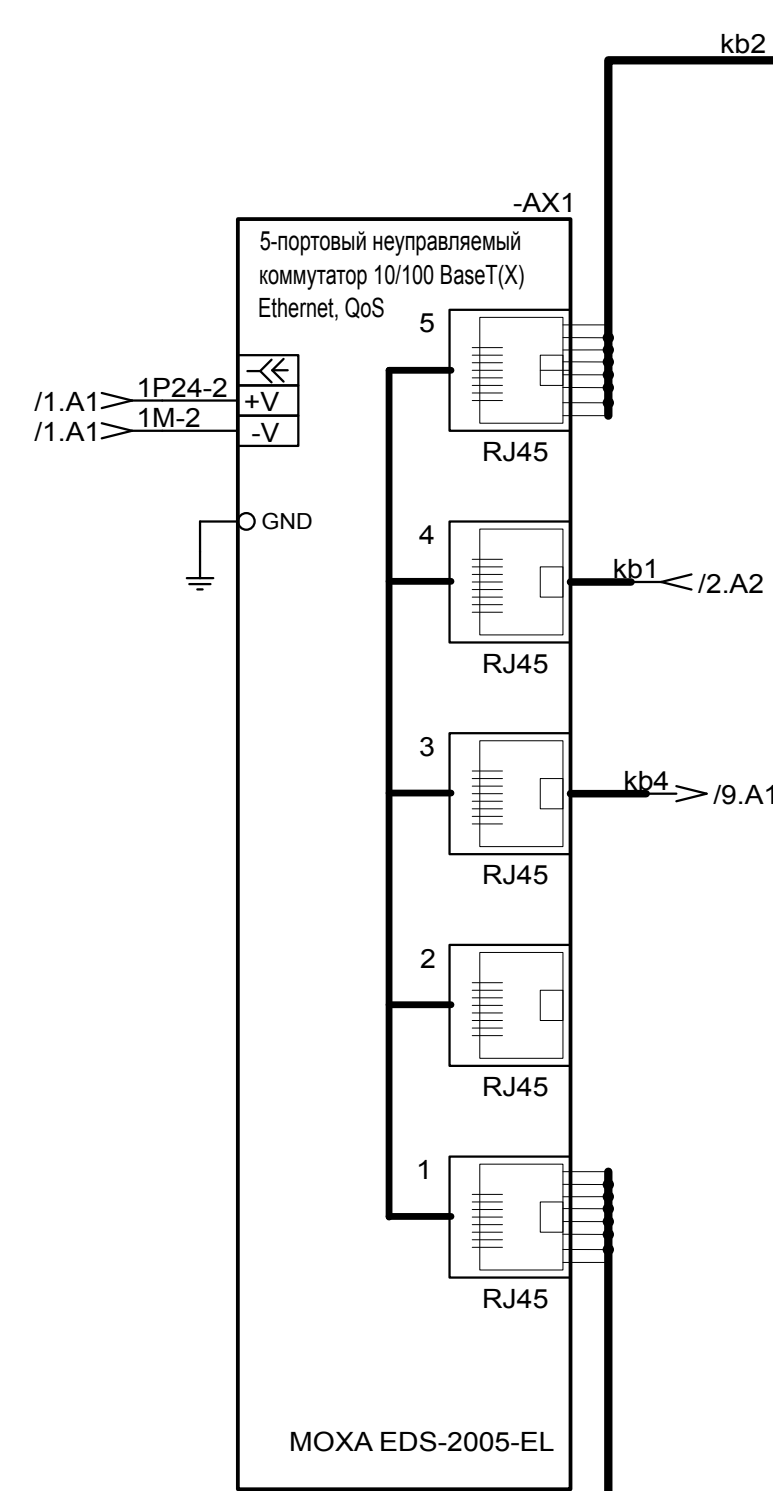 kb2
-AX1
5-портовый неуправляемый
коммутатор 10/100 BaseT(X)
Ethernet, QoS
5
/1.A1
1P24-2
+V
/1.A1
1M-2
-V
RJ45
GND
4
kb1
/2.A2
RJ45
3
kb4
/9.A1
RJ45
2
RJ45
1
RJ45
MOXA EDS-2005-EL